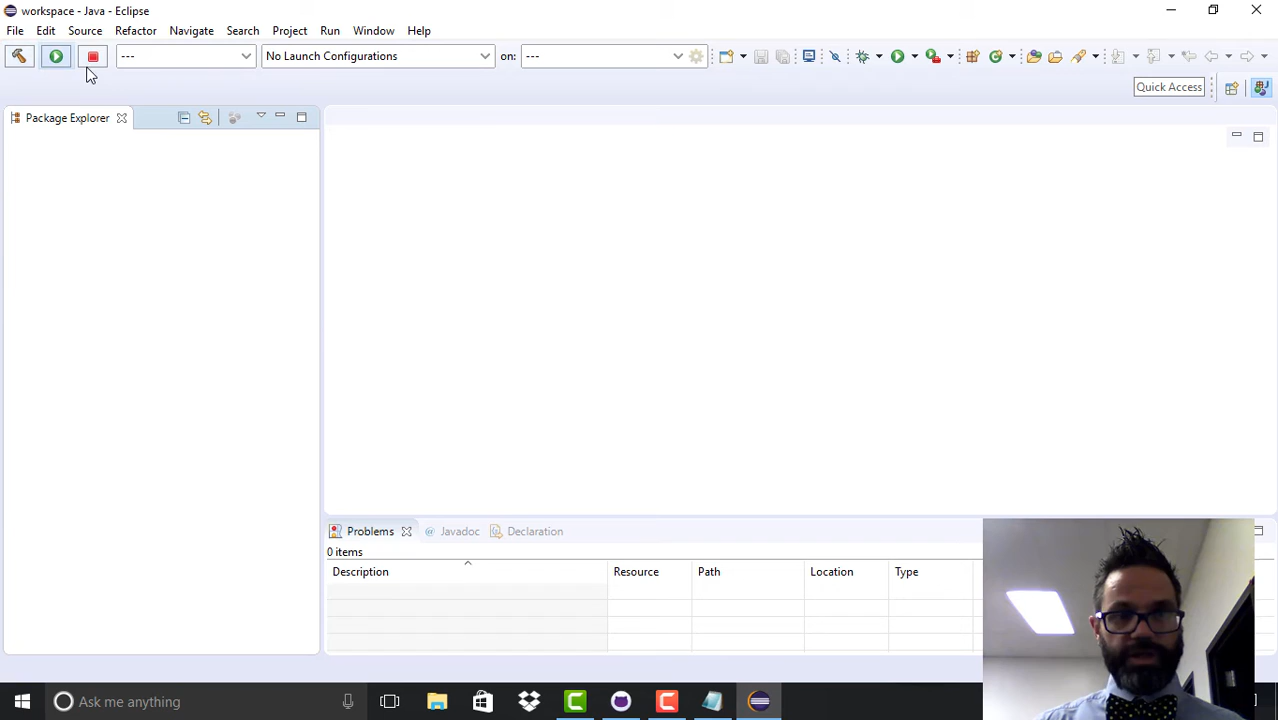 workspace - Java - Eclipse
File Edit Source Refactor Navigate Search Project Run Window Help
--- No Launch Configurations on: ---
Quick Access
Package Explorer
Problems Javadoc Declaration
0 items
Description Resource Path Location Type
Ask me anything